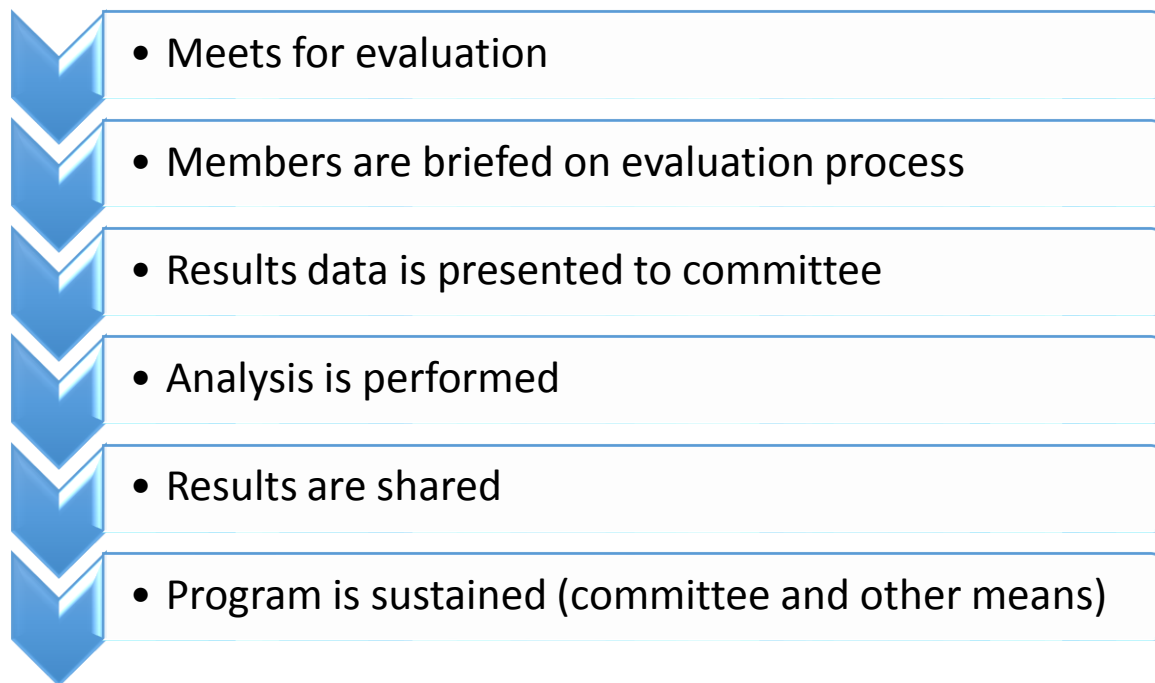 • Meets for evaluation
• Members are briefed on evaluation process
• Results data is presented to committee
• Analysis is performed
• Results are shared
• Program is sustained (committee and other means)